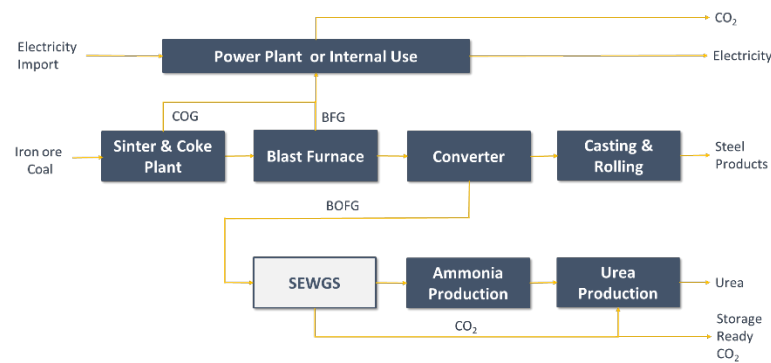 CO2
Electricity
Import
Power Plant or Internal Use
Electricity
COG
BFG
Iron ore
Coal
Sinter & Coke
Plant
Blast Furnace
Converter
Casting &
Rolling
Steel
Products
BOFG
SEWGS
Ammonia
Production
Urea
Production
Urea
CO2
Storage
Ready
CO2